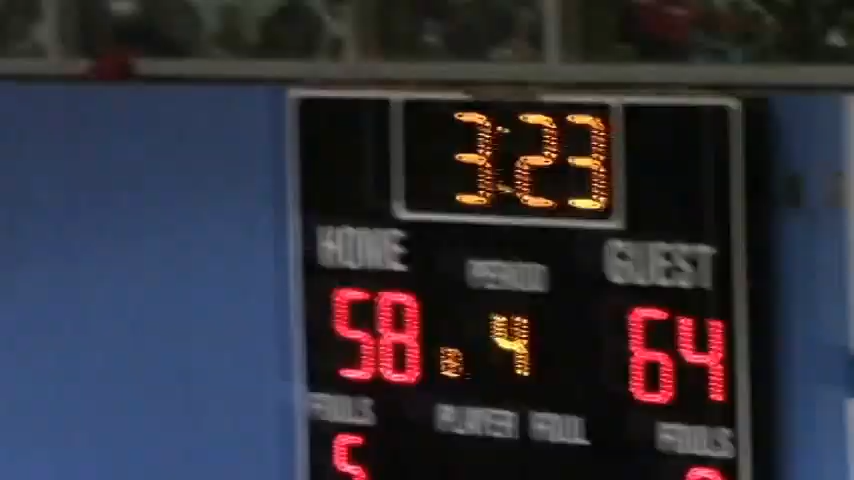 3:23
HOME PERIOD GUEST
58 B. 4 64
FOULS PLAYER FOUL FOULS
5